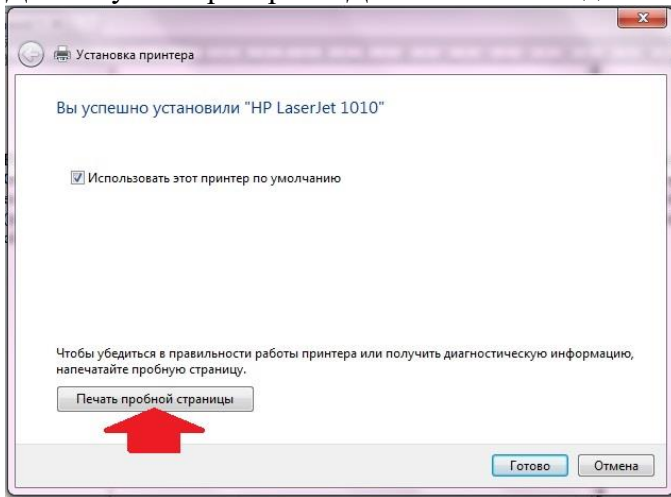 Установка принтера
Вы успешно установили "HP LaserJet 1010"
Использовать этот принтер по умолчанию
Чтобы убедиться в правильности работы принтера или получить диагностическую информацию,
напечатайте пробную страницу.
Печать пробной страницы
Готово
Отмена